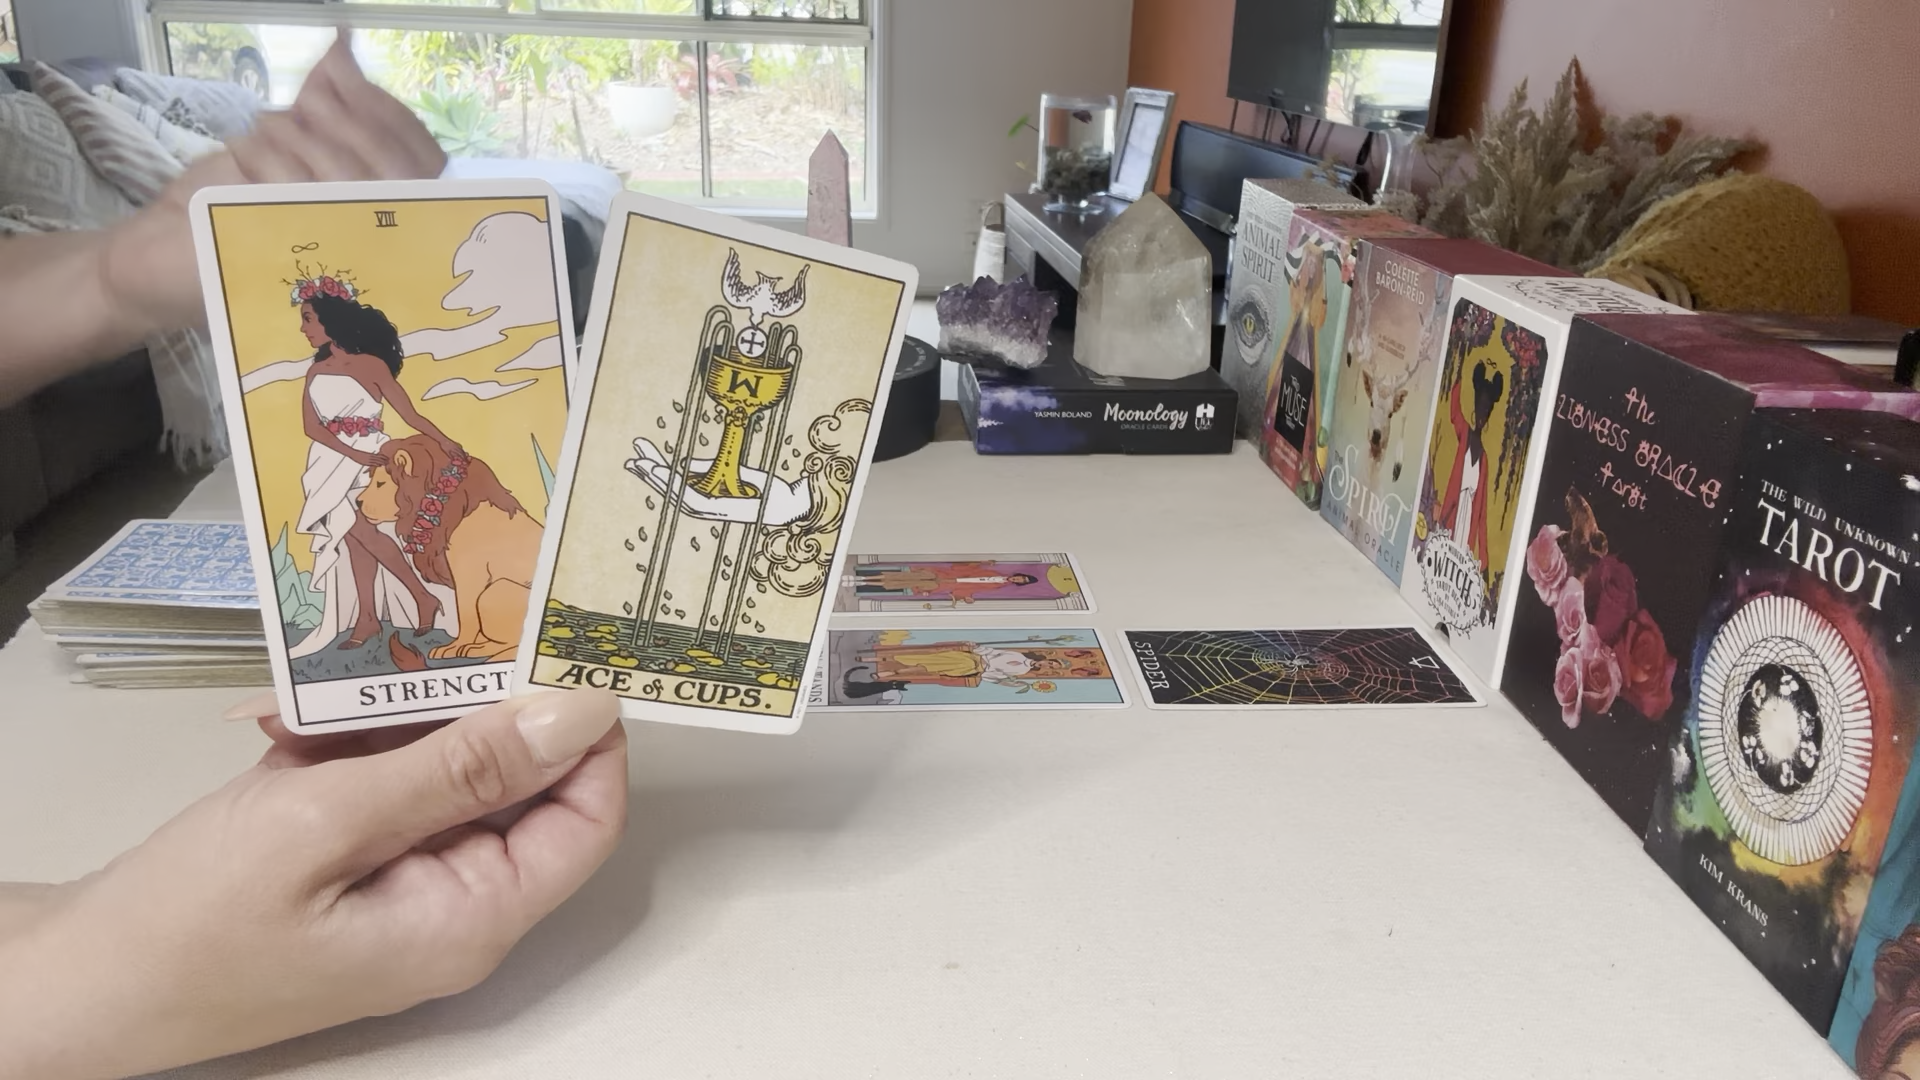 VIII
STRENGT
W
ACE of CUPS.
SPIDER
YASMIN BOLAND
Moonology
ORACLE CARDS
ANIMAL
SPIRIT
THE
MUSE
COLETTE
BARON-REID
SPIRIT
ANIMAL ORACLE
WITCH
The
LIONESS ORACLE
Tarot
THE WILD UNKNOWN
TAROT
KIM KRANS